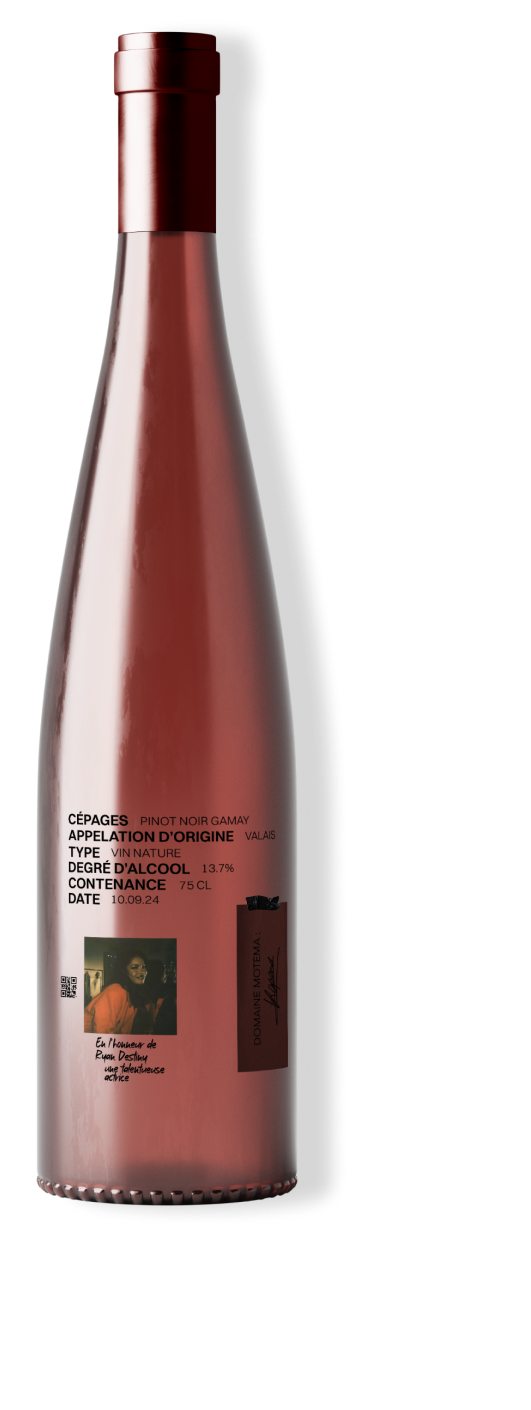 CÉPAGES PINOT NOIR GAMAY
APPELATION D'ORIGINE VALAIS
TYPE VIN NATURE
DEGRÉ D'ALCOOL 13.7%
CONTENANCE 75 CL
DATE 10.09.24
En l'honneur de
Ryan Destiny
une talentueuse
actrice
DOMAINE MOTEMA: